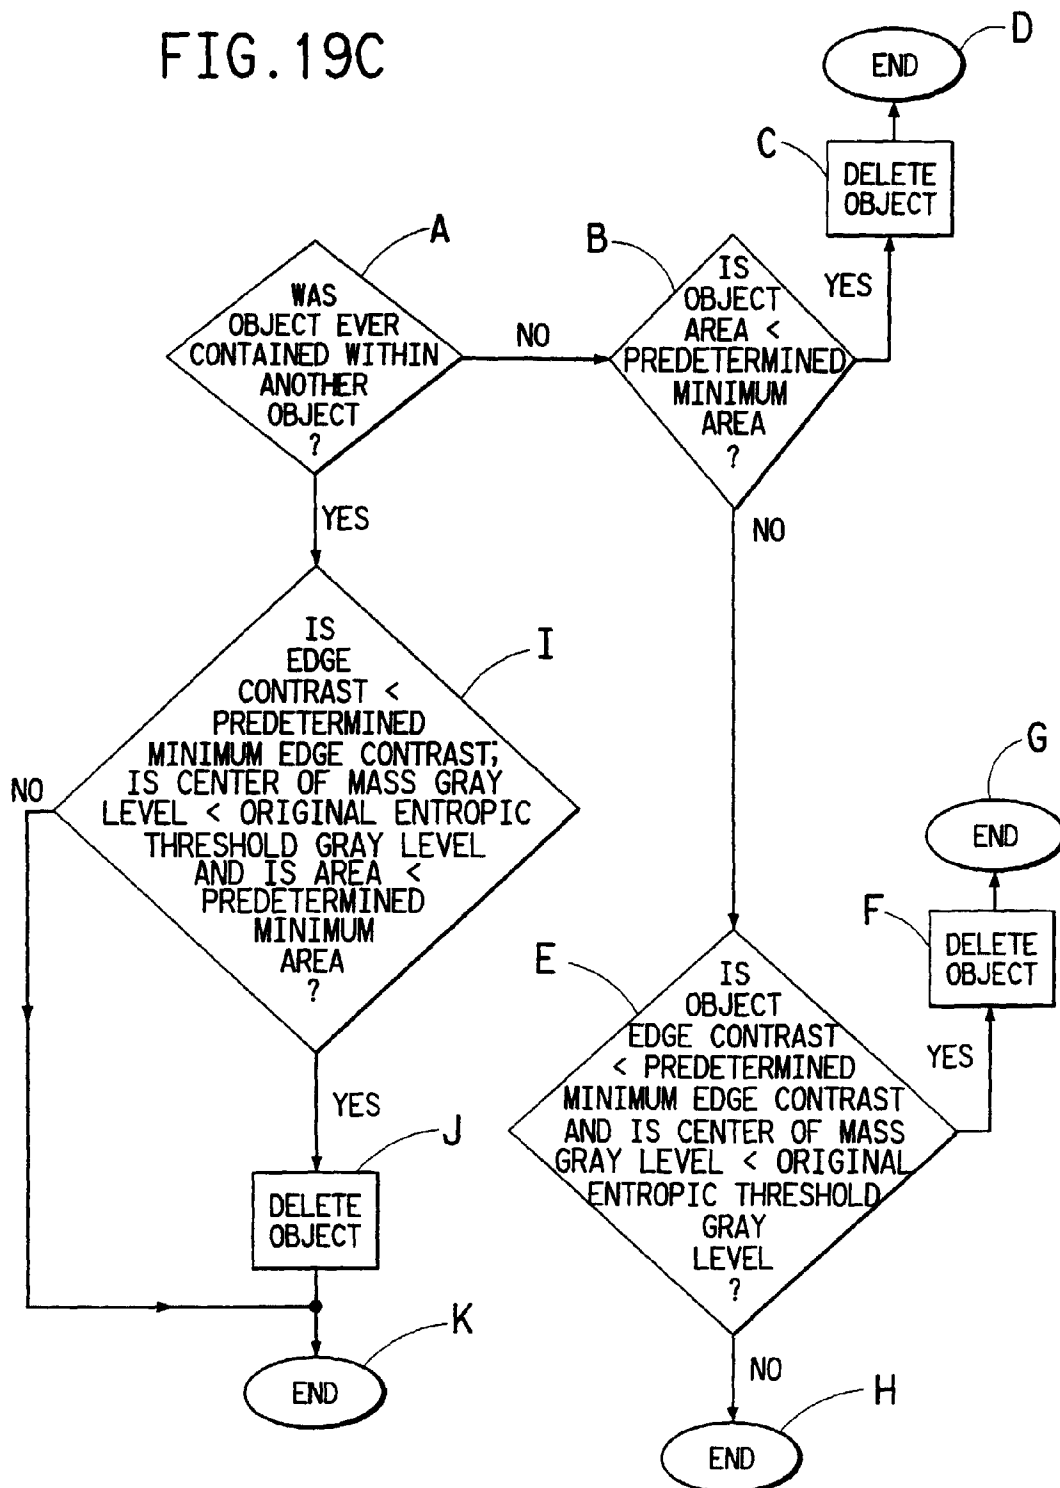 FIG.19C
D
END
C
DELETE
OBJECT
YES
A
WAS
OBJECT EVER
CONTAINED WITHIN
ANOTHER
OBJECT
?
NO
B
IS
OBJECT
AREA <
PREDETERMINED
MINIMUM
AREA
?
YES
NO
I
IS
EDGE
CONTRAST <
PREDETERMINED
MINIMUM EDGE CONTRAST;
IS CENTER OF MASS GRAY
LEVEL < ORIGINAL ENTROPIC
THRESHOLD GRAY LEVEL
AND IS AREA <
PREDETERMINED
MINIMUM
AREA
?
NO
YES
J
DELETE
OBJECT
K
END
G
END
F
DELETE
OBJECT
YES
E
IS
OBJECT
EDGE CONTRAST
< PREDETERMINED
MINIMUM EDGE CONTRAST
AND IS CENTER OF MASS
GRAY LEVEL < ORIGINAL
ENTROPIC THRESHOLD
GRAY
LEVEL
?
NO
H
END